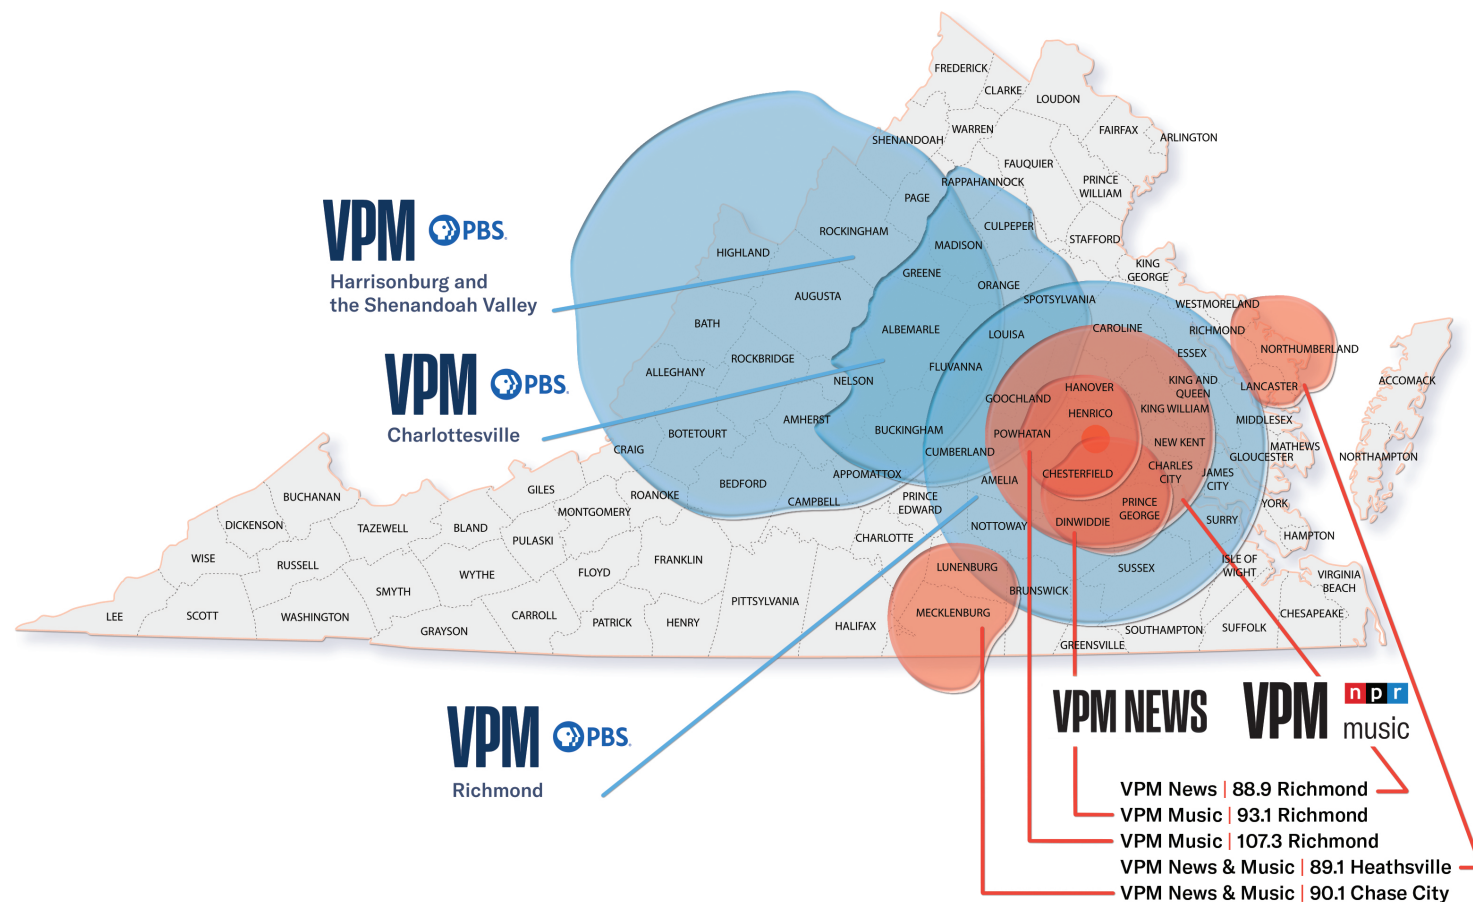 FREDERICK
CLARKE
LOUDON
SHENANDOAH
WARREN
FAIRFAX
ARLINGTON
FAUQUIER
RAPPAHANNOCK
PRINCE
WILLIAM
PAGE
VPM PBS.
Harrisonburg and
the Shenandoah Valley
ROCKINGHAM
CULPEPER
STAFFORD
HIGHLAND
MADISON
KING
GEORGE
GREENE
ORANGE
AUGUSTA
SPOTSYLVANIA
WESTMORELAND
BATH
ALBEMARLE
LOUISA
CAROLINE
RICHMOND
ESSEX
NORTHUMBERLAND
ROCKBRIDGE
ALLEGHANY
FLUVANNA
NELSON
VPM PBS.
Charlottesville
GOOCHLAND
HANOVER
KING AND
QUEEN
LANCASTER
ACCOMACK
HENRICO
KING WILLIAM
AMHERST
MIDDLESEX
BOTETOURT
BUCKINGHAM
POWHATAN
NEW KENT
MATHEWS
CRAIG
CUMBERLAND
GLOUCESTER
NORTHAMPTON
APPOMATTOX
AMELIA
CHESTERFIELD
CHARLES
CITY
JAMES
CITY
BUCHANAN
GILES
ROANOKE
BEDFORD
CAMPBELL
PRINCE
EDWARD
PRINCE
GEORGE
YORK
DICKENSON
TAZEWELL
BLAND
MONTGOMERY
NOTTOWAY
DINWIDDIE
SURRY
PULASKI
CHARLOTTE
HAMPTON
WISE
RUSSELL
WYTHE
FLOYD
FRANKLIN
LUNENBURG
SUSSEX
ISLE OF
WIGHT
VIRGINIA
BEACH
LEE
SCOTT
WASHINGTON
SMYTH
GRAYSON
CARROLL
PATRICK
HENRY
PITTSYLVANIA
HALIFAX
MECKLENBURG
BRUNSWICK
GREENSVILLE
SOUTHAMPTON
SUFFOLK
CHESAPEAKE
VPM PBS.
Richmond
VPM NEWS
VPM npr
music
VPM News | 88.9 Richmond
VPM Music | 93.1 Richmond
VPM Music | 107.3 Richmond
VPM News & Music | 89.1 Heathsville
VPM News & Music | 90.1 Chase City